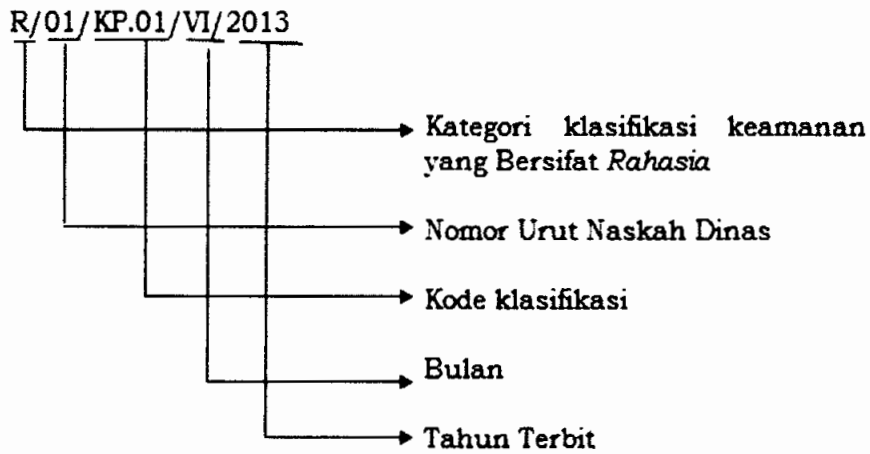 R/01/KP.01/VI/2013
Kategori klasifikasi keamanan
yang Bersifat Rahasia
Nomor Urut Naskah Dinas
Kode klasifikasi
Bulan
Tahun Terbit